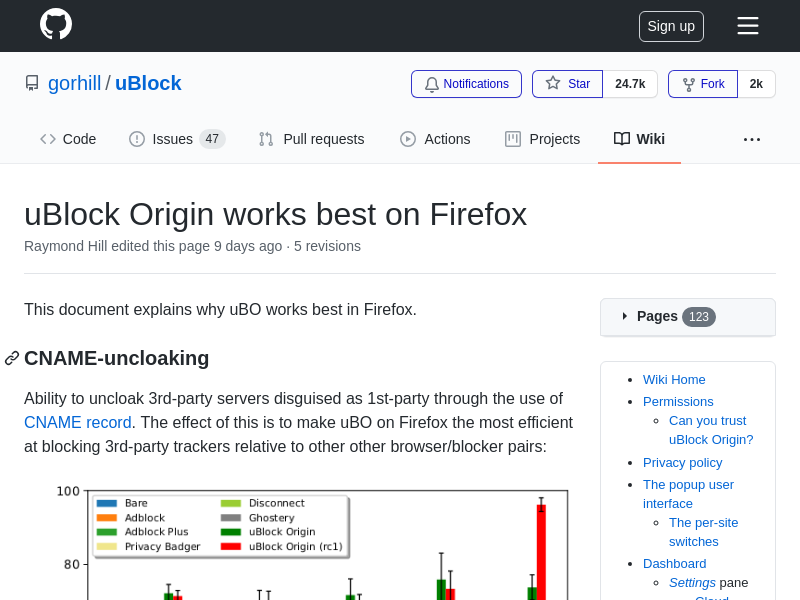 Sign up
gorhill / uBlock
Notifications
Star 24.7k
Fork 2k
Code
Issues 47
Pull requests
Actions
Projects
Wiki
uBlock Origin works best on Firefox
Raymond Hill edited this page 9 days ago · 5 revisions
This document explains why uBO works best in Firefox.
CNAME-uncloaking
Ability to uncloak 3rd-party servers disguised as 1st-party through the use of
CNAME record. The effect of this is to make uBO on Firefox the most efficient
at blocking 3rd-party trackers relative to other other browser/blocker pairs:
100
80
Bare
Adblock
Adblock Plus
Privacy Badger
Disconnect
Ghostery
uBlock Origin
uBlock Origin (rc1)
Pages 123
Wiki Home
Permissions
Can you trust
uBlock Origin?
Privacy policy
The popup user
interface
The per-site
switches
Dashboard
Settings pane
Cloud